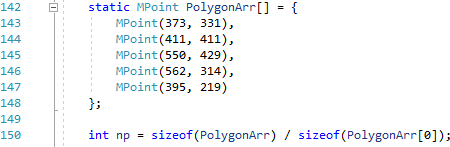 142 static MPoint PolygonArr[] = {
143 MPoint(373, 331),
144 MPoint(411, 411),
145 MPoint(550, 429),
146 MPoint(562, 314),
147 MPoint(395, 219)
148 };
149
150 int np = sizeof(PolygonArr) / sizeof(PolygonArr[0]);